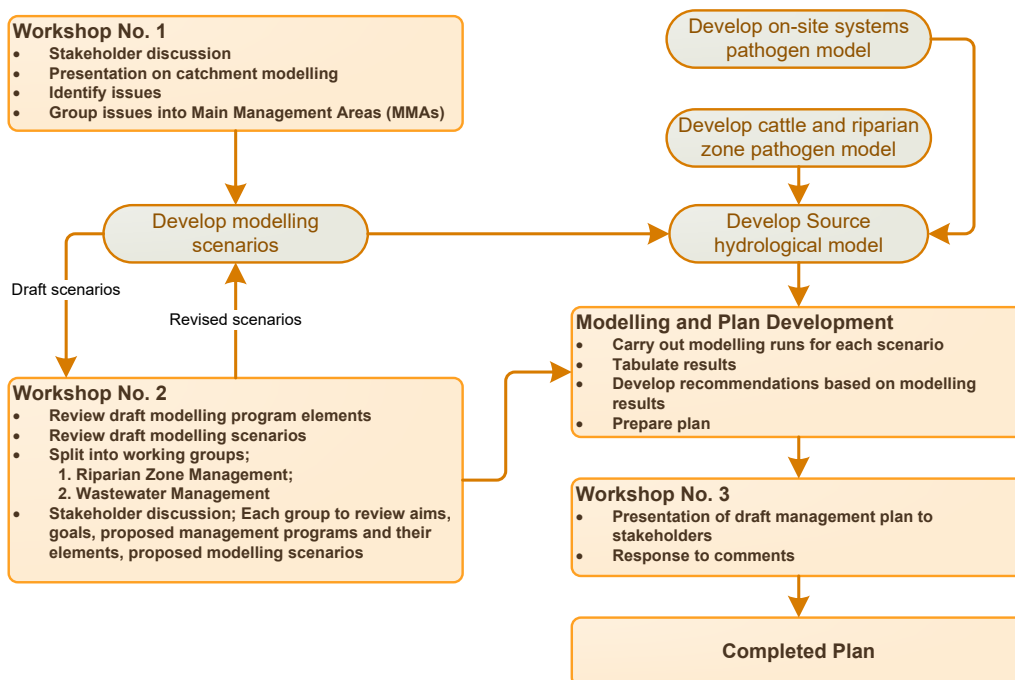 Workshop No. 1
• Stakeholder discussion
• Presentation on catchment modelling
• Identify issues
• Group issues into Main Management Areas (MMAs)
Develop on-site systems
pathogen model
Develop cattle and riparian
zone pathogen model
Develop modelling
scenarios
Develop Source
hydrological model
Draft scenarios
Revised scenarios
Workshop No. 2
• Review draft modelling program elements
• Review draft modelling scenarios
• Split into working groups;
1. Riparian Zone Management;
2. Wastewater Management
• Stakeholder discussion; Each group to review aims,
goals, proposed management programs and their
elements, proposed modelling scenarios
Modelling and Plan Development
• Carry out modelling runs for each scenario
• Tabulate results
• Develop recommendations based on modelling
results
• Prepare plan
Workshop No. 3
• Presentation of draft management plan to
stakeholders
• Response to comments
Completed Plan